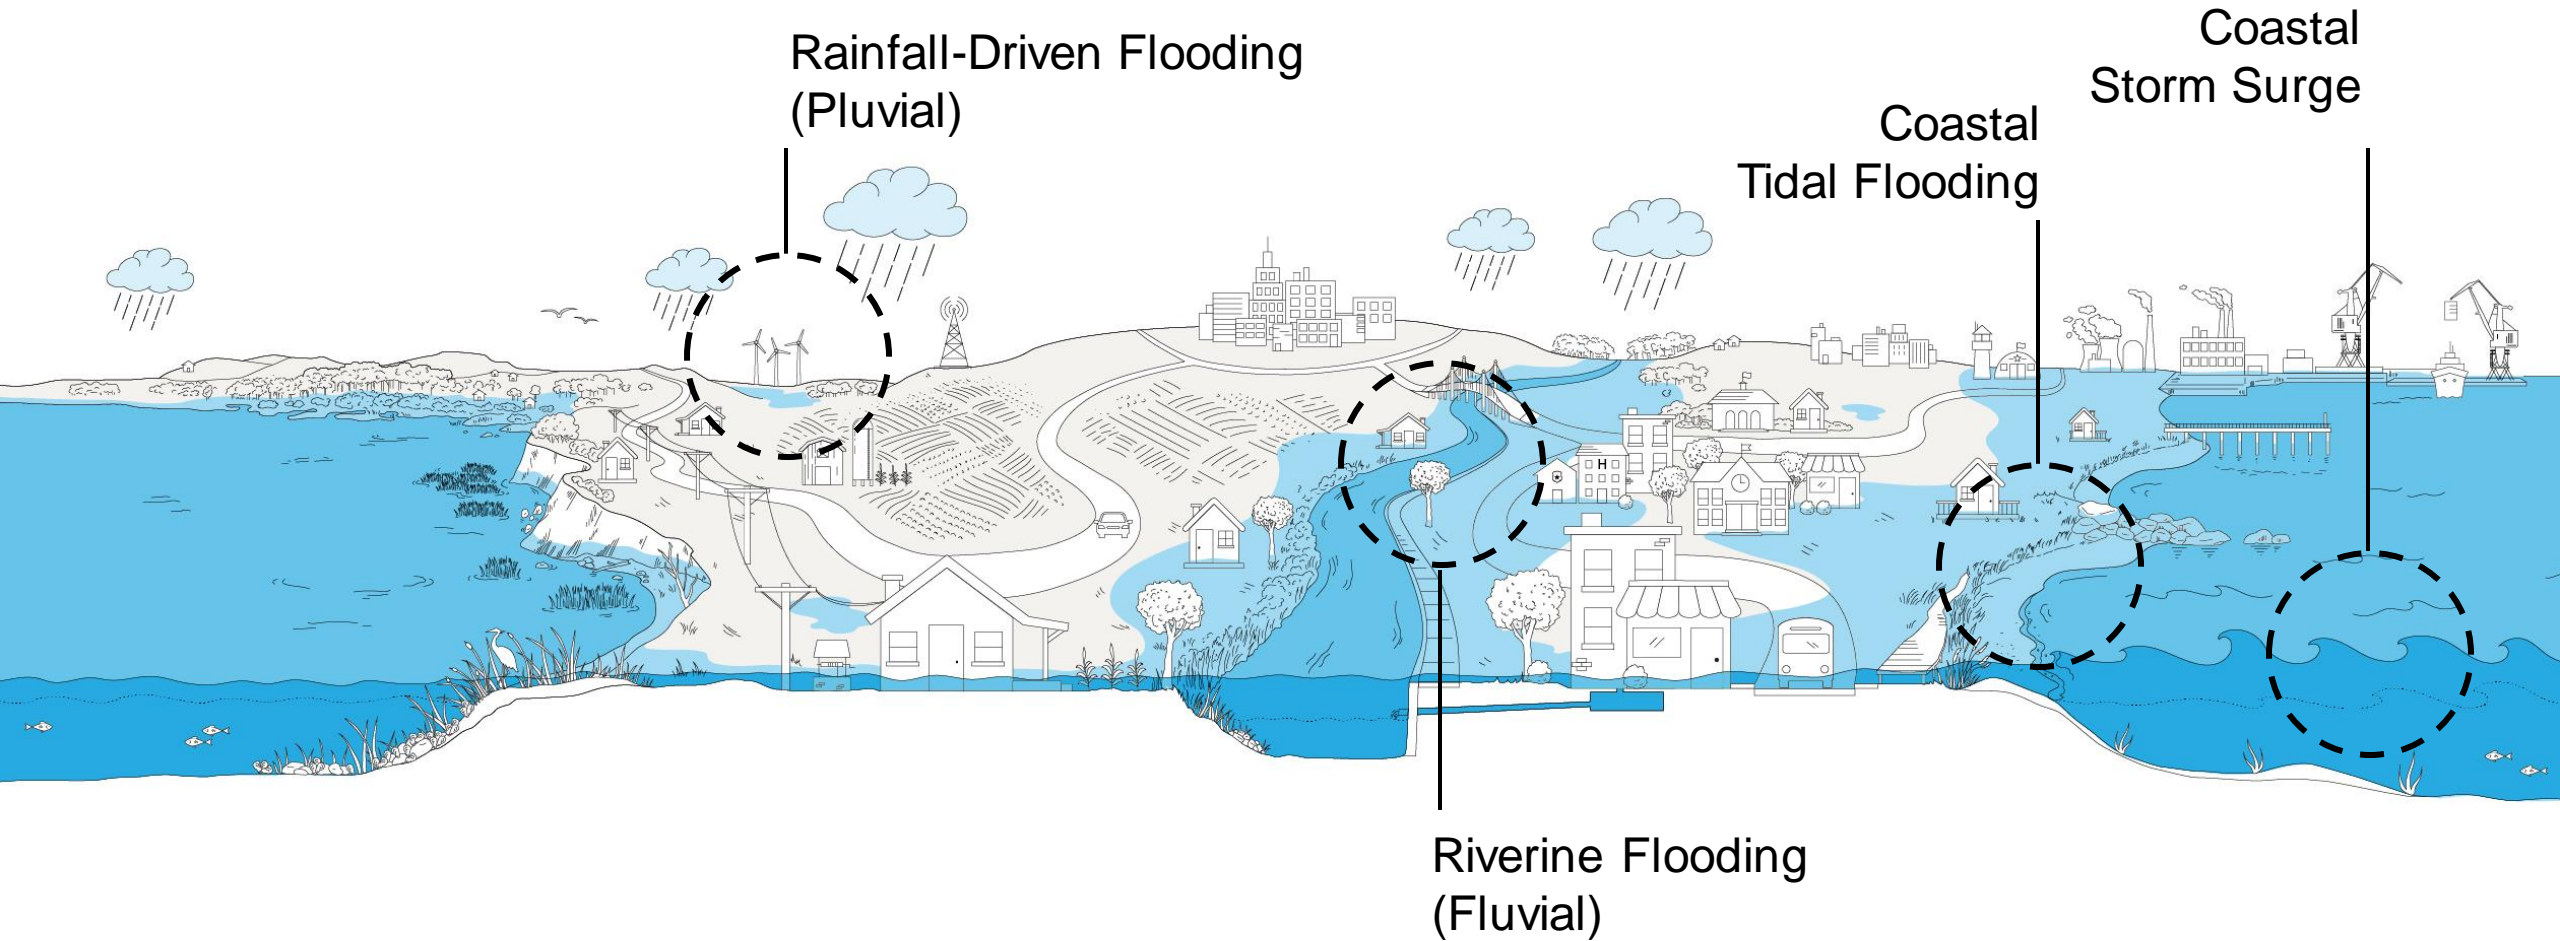 Rainfall-Driven Flooding
(Pluvial)
Coastal
Storm Surge
Coastal
Tidal Flooding
H
Riverine Flooding
(Fluvial)